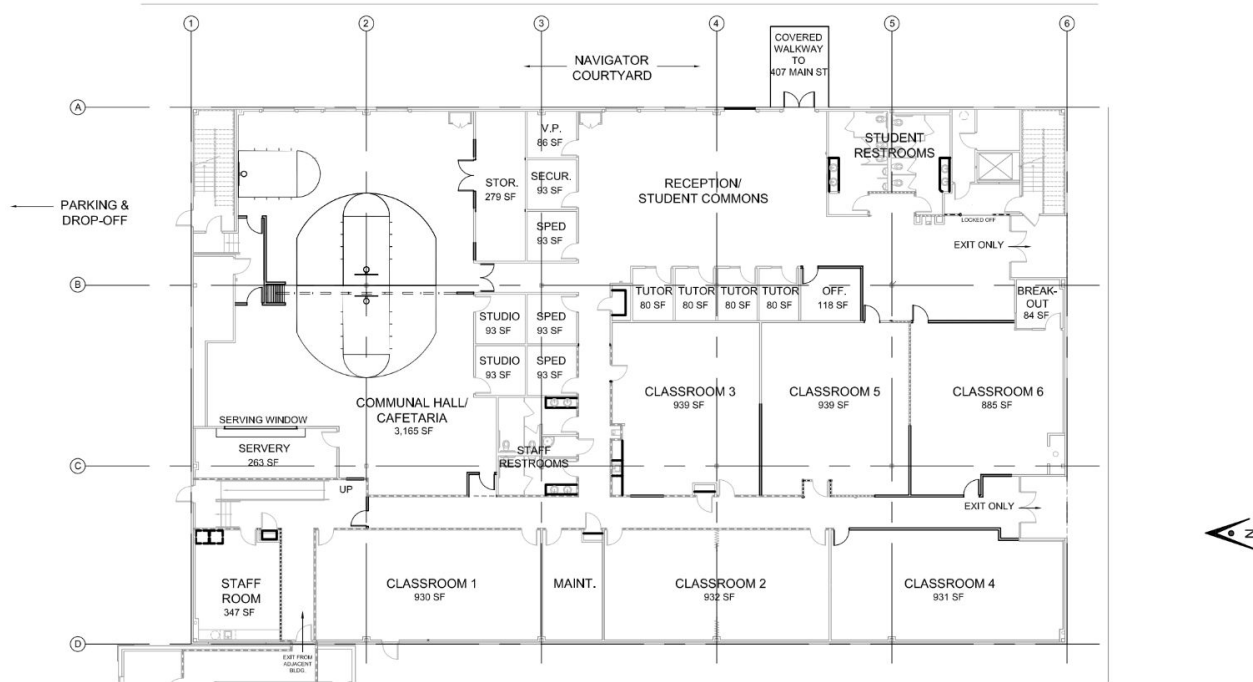 1
2
3
4
5
6
NAVIGATOR
COURTYARD
COVERED
WALKWAY
TO
407 MAIN ST
A
V.P.
86 SF
STUDENT
RESTROOMS
SECUR.
93 SF
STOR.
279 SF
RECEPTION/
STUDENT COMMONS
PARKING &
DROP-OFF
SPED
93 SF
LOCKED OFF
EXIT ONLY
B
TUTOR
80 SF
TUTOR
80 SF
TUTOR
80 SF
TUTOR
80 SF
OFF.
118 SF
BREAK-
OUT
84 SF
STUDIO
93 SF
SPED
93 SF
STUDIO
93 SF
SPED
93 SF
CLASSROOM 3
939 SF
CLASSROOM 5
939 SF
CLASSROOM 6
885 SF
COMMUNAL HALL/
CAFETARIA
3,165 SF
SERVING WINDOW
SERVERY
263 SF
STAFF
RESTROOMS
C
UP
EXIT ONLY
N
STAFF
ROOM
347 SF
CLASSROOM 1
930 SF
MAINT.
CLASSROOM 2
932 SF
CLASSROOM 4
931 SF
D
EXIT FROM
ADJACENT
BLDG.